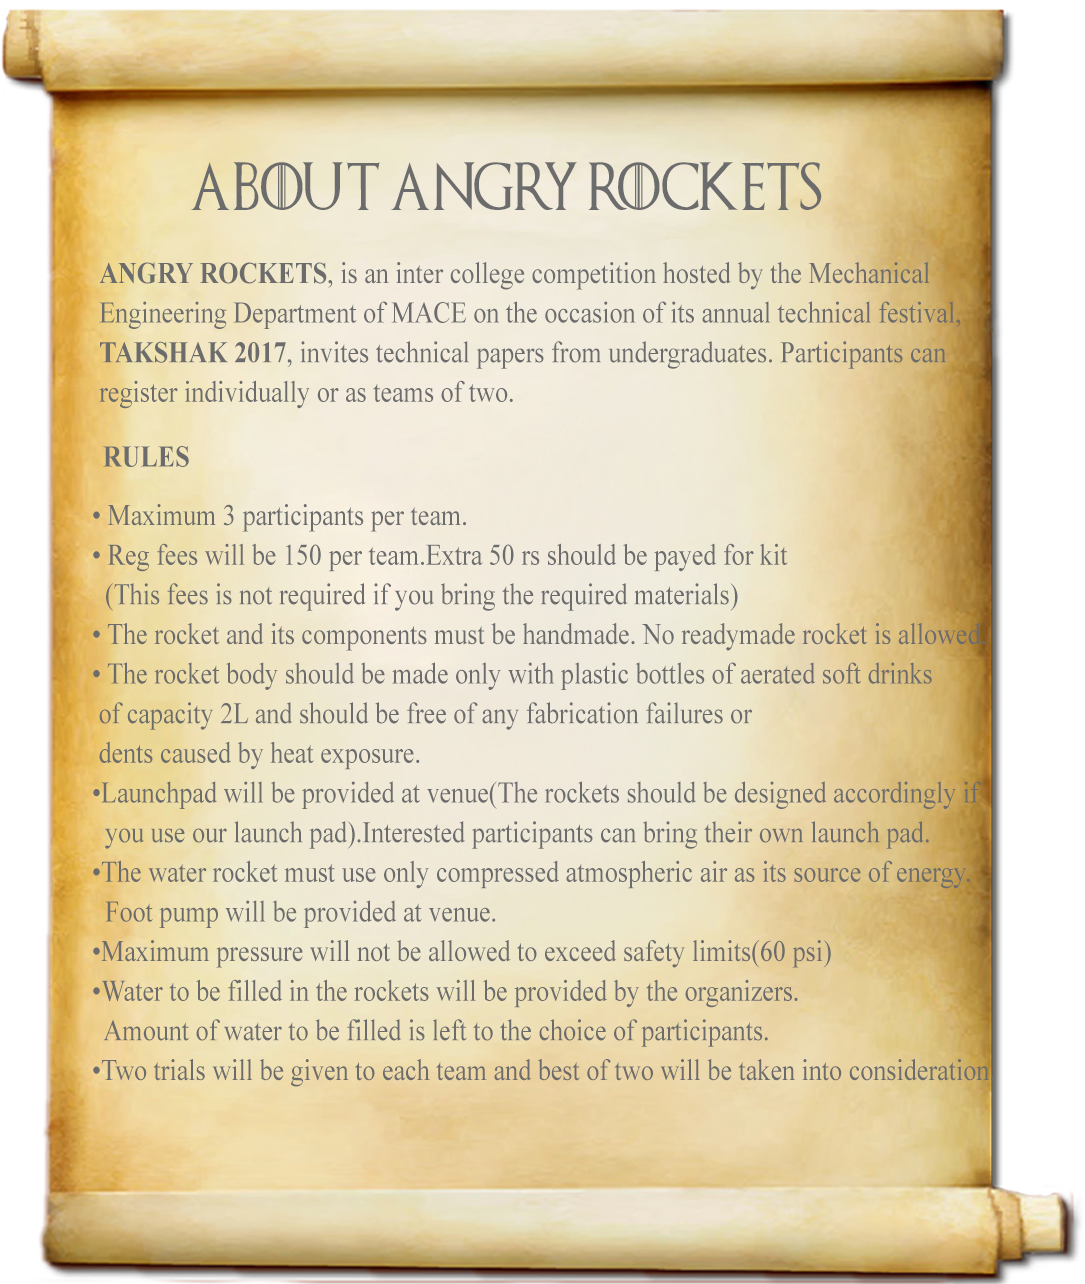 ABOUT ANGRY ROCKETS
ANGRY ROCKETS, is an inter college competition hosted by the Mechanical
Engineering Department of MACE on the occasion of its annual technical festival,
TAKSHAK 2017, invites technical papers from undergraduates. Participants can
register individually or as teams of two.
RULES
• Maximum 3 participants per team.
• Reg fees will be 150 per team.Extra 50 rs should be payed for kit
(This fees is not required if you bring the required materials)
• The rocket and its components must be handmade. No readymade rocket is allowed.
• The rocket body should be made only with plastic bottles of aerated soft drinks
of capacity 2L and should be free of any fabrication failures or
dents caused by heat exposure.
•Launchpad will be provided at venue(The rockets should be designed accordingly if
you use our launch pad).Interested participants can bring their own launch pad.
•The water rocket must use only compressed atmospheric air as its source of energy.
Foot pump will be provided at venue.
•Maximum pressure will not be allowed to exceed safety limits(60 psi)
•Water to be filled in the rockets will be provided by the organizers.
Amount of water to be filled is left to the choice of participants.
•Two trials will be given to each team and best of two will be taken into consideration